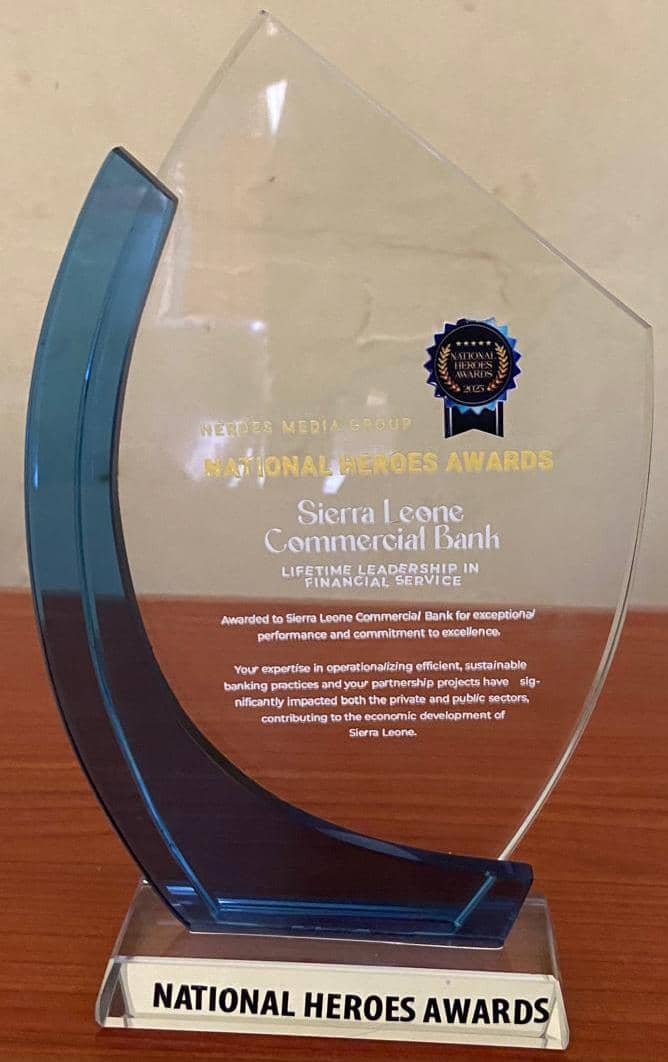 NATIONAL
HEROES
AWARDS
2025
HEROES MEDIA GROUP
NATIONAL HEROES AWARDS
Sierra Leone
Commercial Bank
LIFETIME LEADERSHIP IN
FINANCIAL SERVICE
Awarded to Sierra Leone Commercial Bank for exceptional
performance and commitment to excellence.
Your expertise in operationalizing efficient, sustainable
banking practices and your partnership projects have sig-
nificantly impacted both the private and public sectors,
contributing to the economic development of
Sierra Leone.
NATIONAL HEROES AWARDS